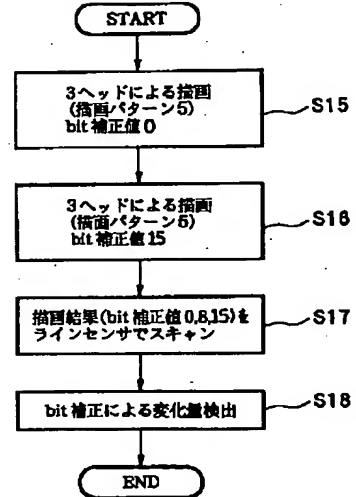 START
3ヘッドによる描画
(描画パターン5)
bit 補正値 0
S15
3ヘッドによる描画
(描画パターン5)
bit 補正値 15
S16
描画結果(bit 補正値 0,8,15)を
ラインセンサでスキャン
S17
bit 補正による変化量検出
S18
END